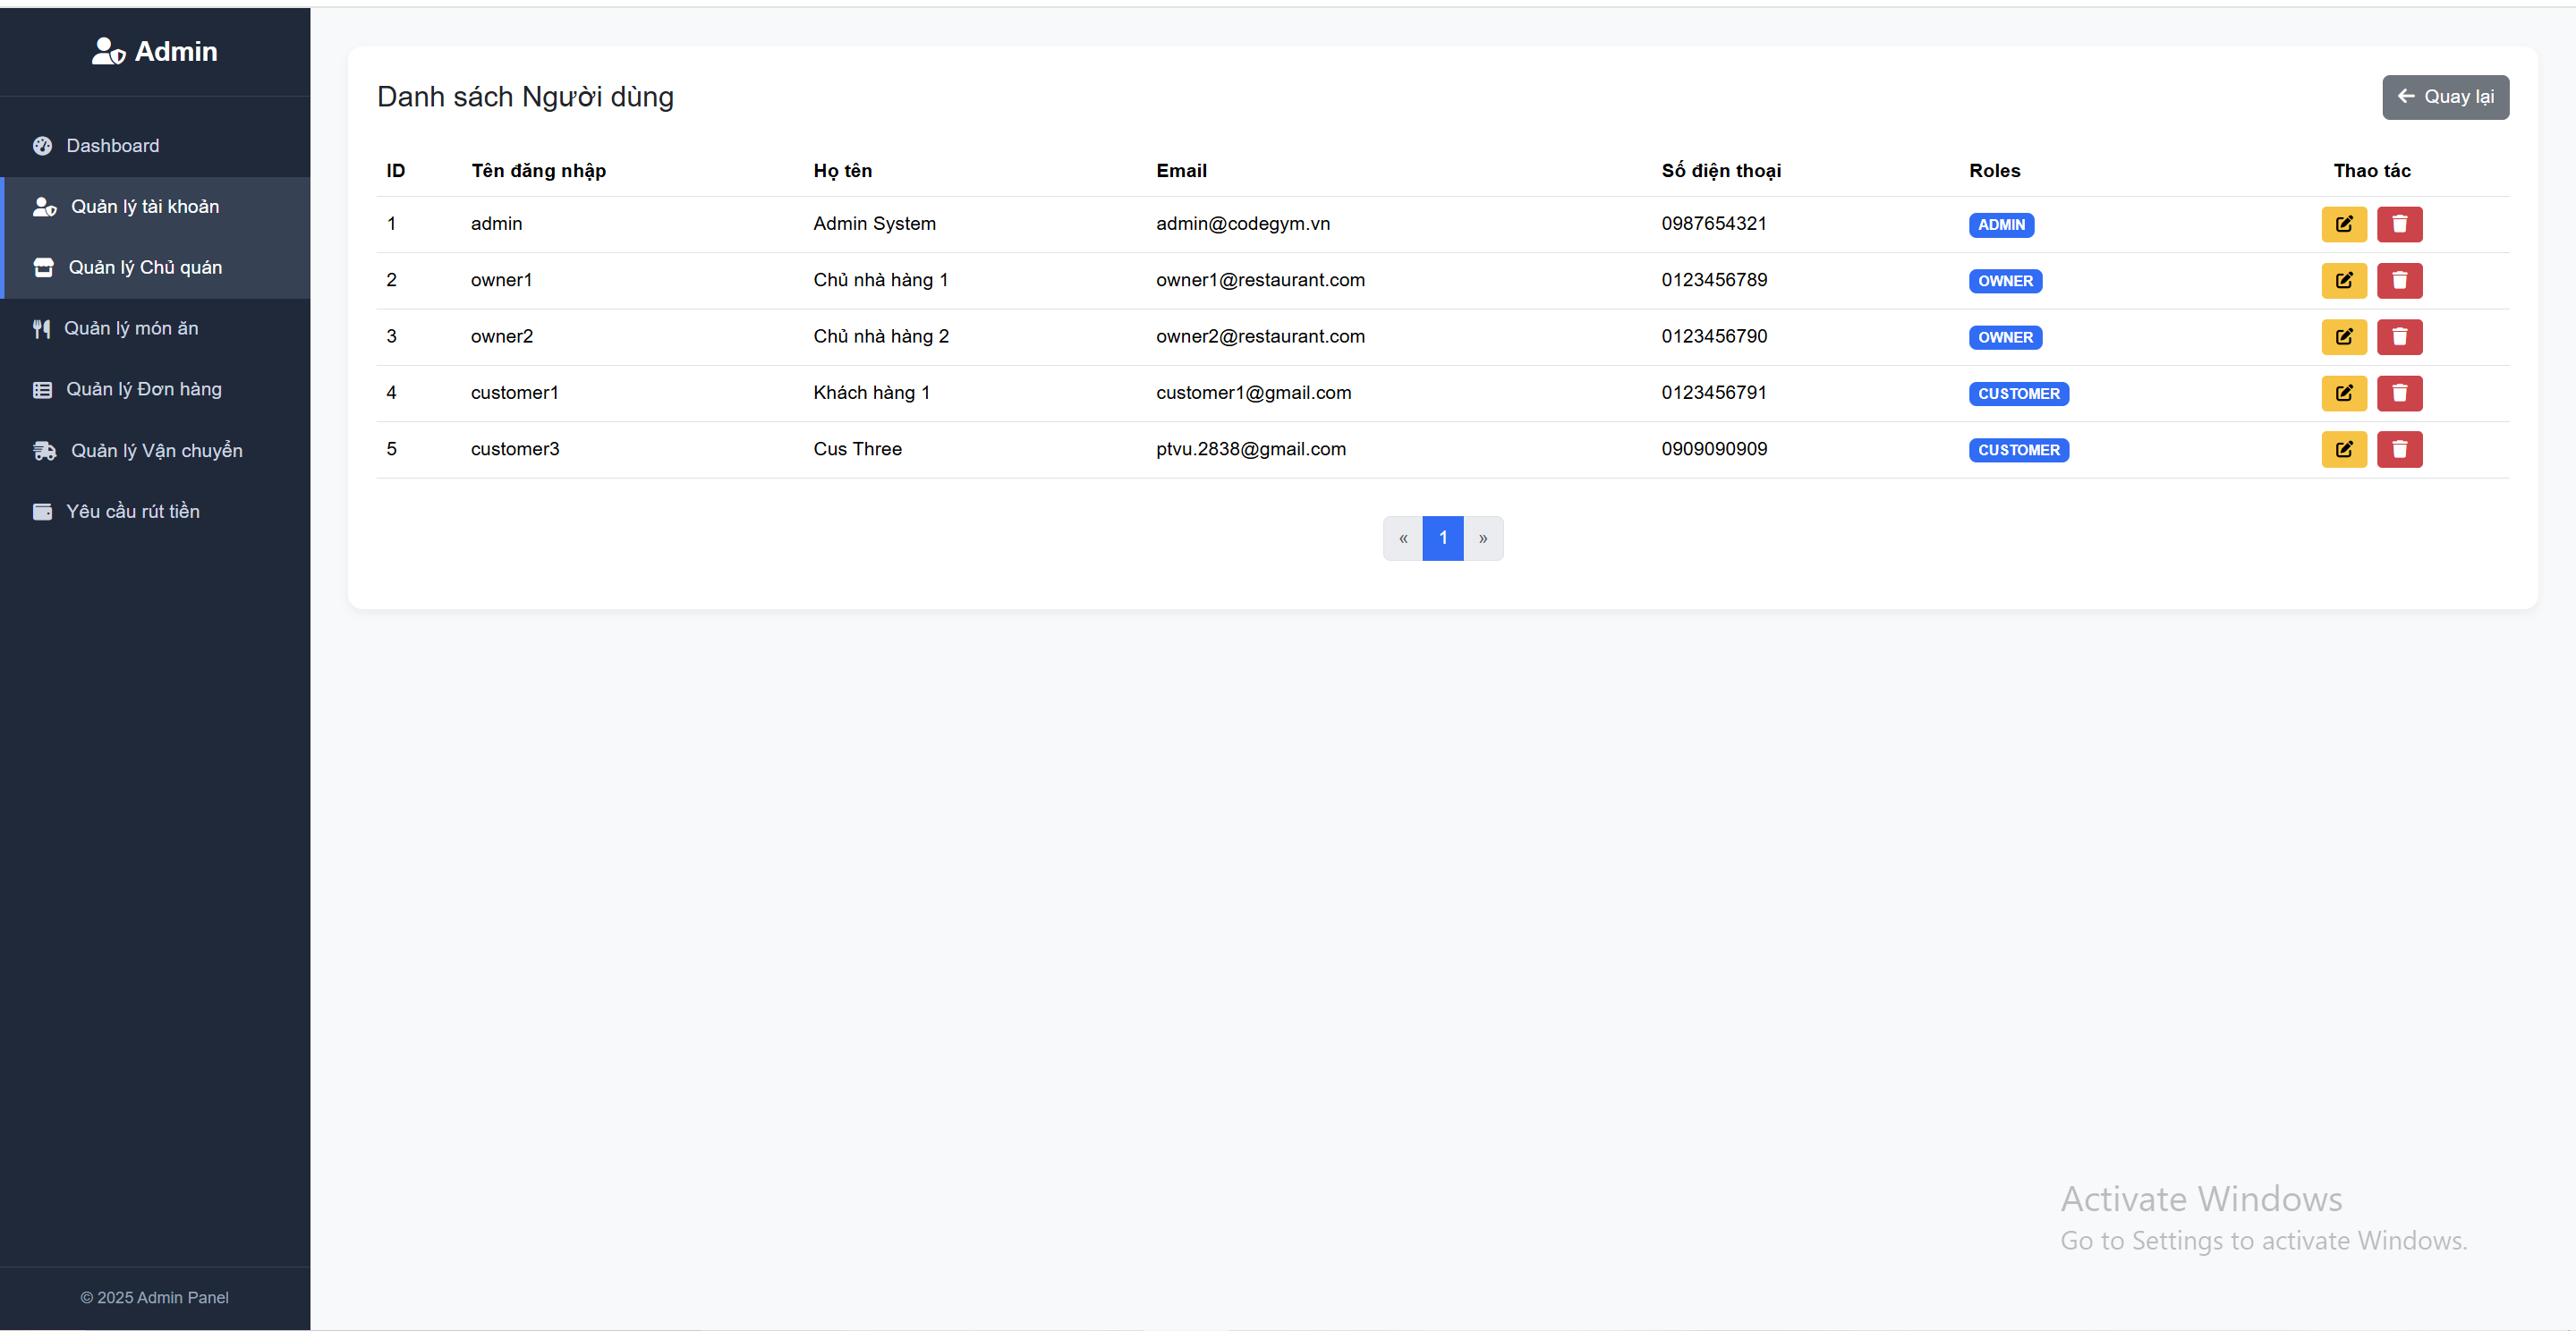 Admin
Dashboard
Quản lý tài khoản
Quản lý Chủ quán
Quản lý món ăn
Quản lý Đơn hàng
Quản lý Vận chuyển
Yêu cầu rút tiền
© 2025 Admin Panel
Danh sách Người dùng
Quay lại
ID Tên đăng nhập Họ tên Email Số điện thoại Roles Thao tác
1 admin Admin System admin@codegym.vn 0987654321 ADMIN
2 owner1 Chủ nhà hàng 1 owner1@restaurant.com 0123456789 OWNER
3 owner2 Chủ nhà hàng 2 owner2@restaurant.com 0123456790 OWNER
4 customer1 Khách hàng 1 customer1@gmail.com 0123456791 CUSTOMER
5 customer3 Cus Three ptvu.2838@gmail.com 0909090909 CUSTOMER
« 1 »
Activate Windows
Go to Settings to activate Windows.